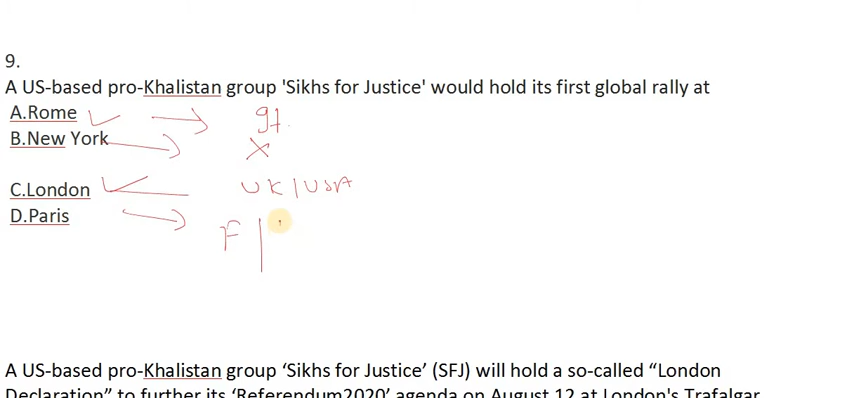 9.
A US-based pro-Khalistan group 'Sikhs for Justice' would hold its first global rally at
A.Rome
B.New York
C.London
UK/USA
D.Paris
F
A US-based pro-Khalistan group ‘Sikhs for Justice’ (SFJ) will hold a so-called “London
Declaration” to further its ‘Referendum2020’ agenda on August 12 at London's Trafalgar